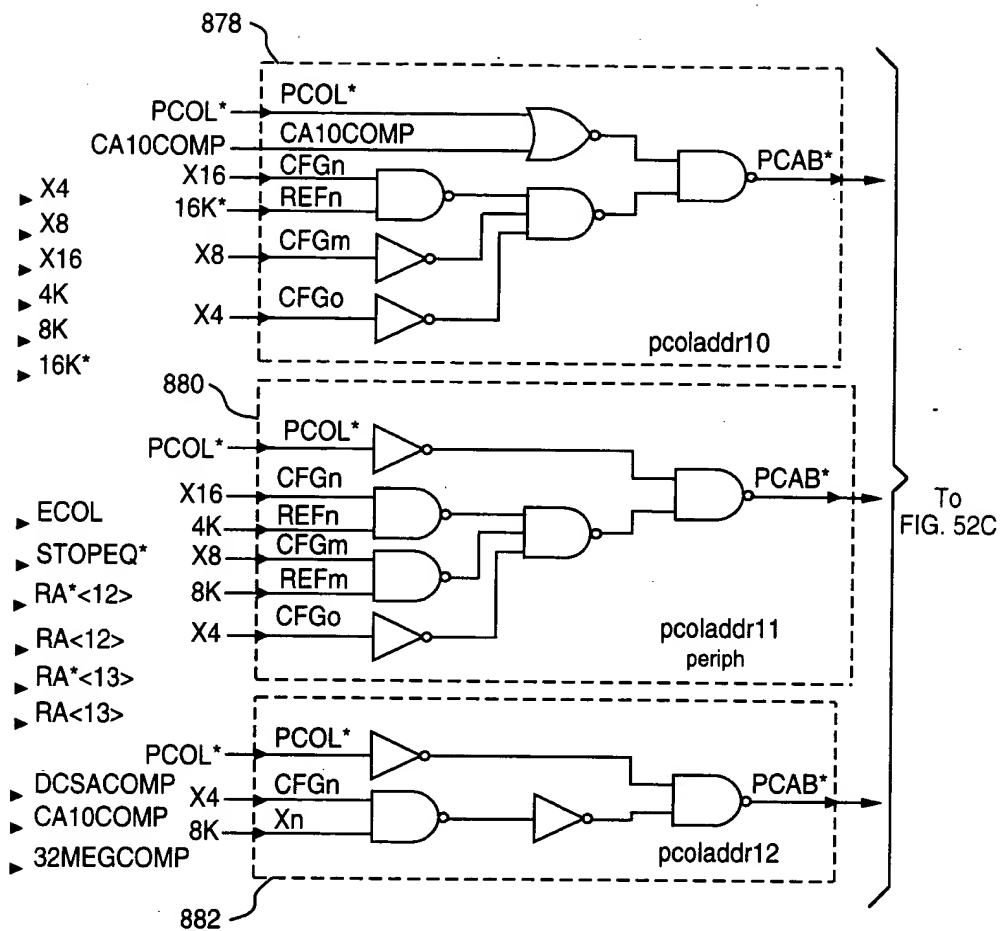 878
PCOL* PCOL*
CA10COMP CA10COMP
X16 CFGn
16K* REFn
X8 CFGm
X4 CFGo
PCAB*
pcoladdr10
X4
X8
X16
4K
8K
16K*
880
PCOL* PCOL*
X16 CFGn
4K REFn
X8 CFGm
8K REFm
X4 CFGo
PCAB*
pcoladdr11
periph
To
FIG. 52C
ECOL
STOPEQ*
RA*<12>
RA<12>
RA*<13>
RA<13>
PCOL* PCOL*
X4 CFGn
8K Xn
PCAB*
pcoladdr12
DCSACOMP
CA10COMP
32MEGCOMP
882